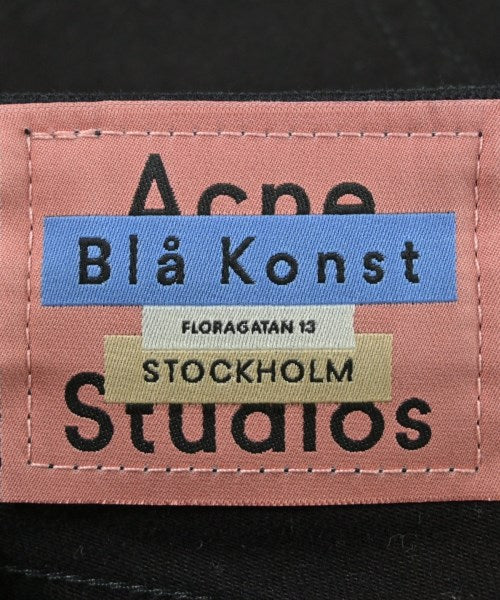 Acne
Blå Konst
FLORAGATAN 13
STOCKHOLM
Studios